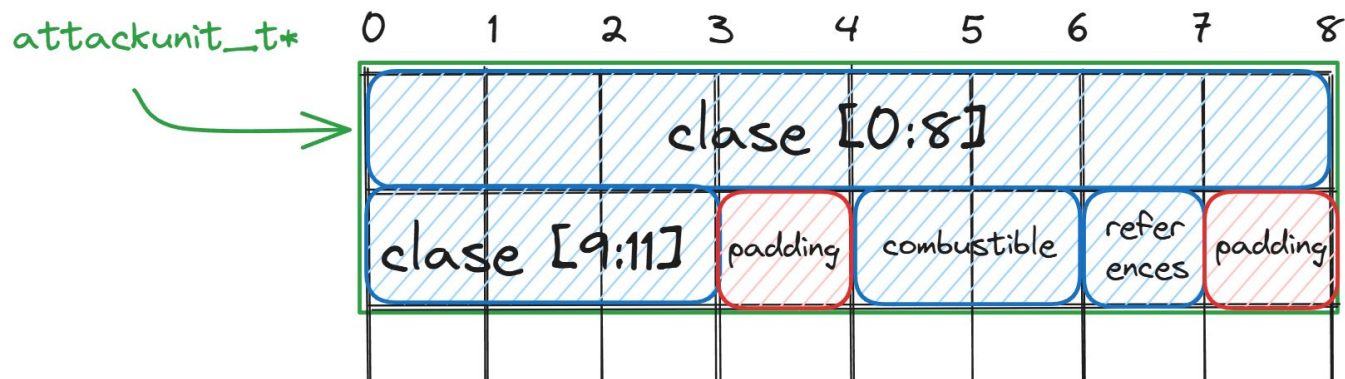 attackunit_t*
0 1 2 3 4 5 6 7 8
clase [0:8]
clase [9:11] padding combustible refer
ences padding